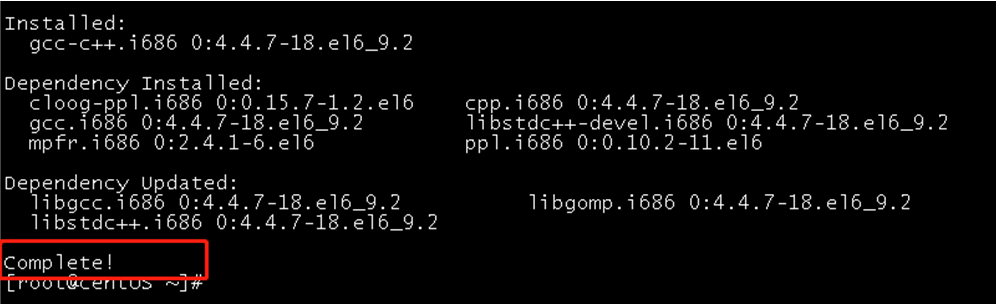 Installed:
gcc-c++.i686 0:4.4.7-18.el6_9.2
Dependency Installed:
cloog-ppl.i686 0:0.15.7-1.2.el6 cpp.i686 0:4.4.7-18.el6_9.2
gcc.i686 0:4.4.7-18.el6_9.2 libstdc++-devel.i686 0:4.4.7-18.el6_9.2
mpfr.i686 0:2.4.1-6.el6 ppl.i686 0:0.10.2-11.el6
Dependency Updated:
libgcc.i686 0:4.4.7-18.el6_9.2 libgomp.i686 0:4.4.7-18.el6_9.2
libstdc++.i686 0:4.4.7-18.el6_9.2
Complete!
[root@centOS ~]#